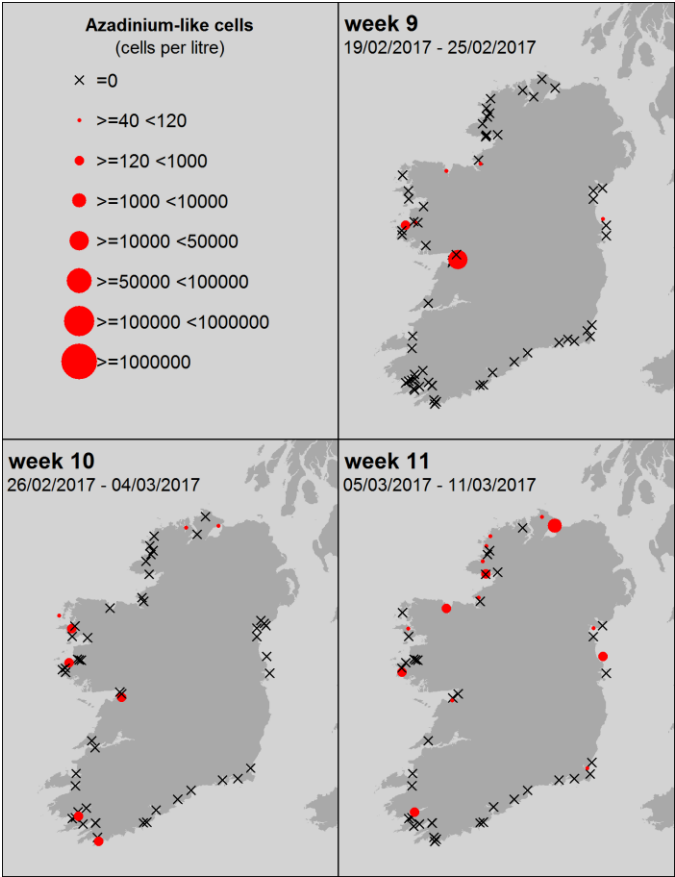 Azadinium-like cells
(cells per litre)
=0
>=40 <120
>=120 <1000
>=1000 <10000
>=10000 <50000
>=50000 <100000
>=100000 <1000000
>=1000000
week 9
19/02/2017 - 25/02/2017
week 10
26/02/2017 - 04/03/2017
week 11
05/03/2017 - 11/03/2017